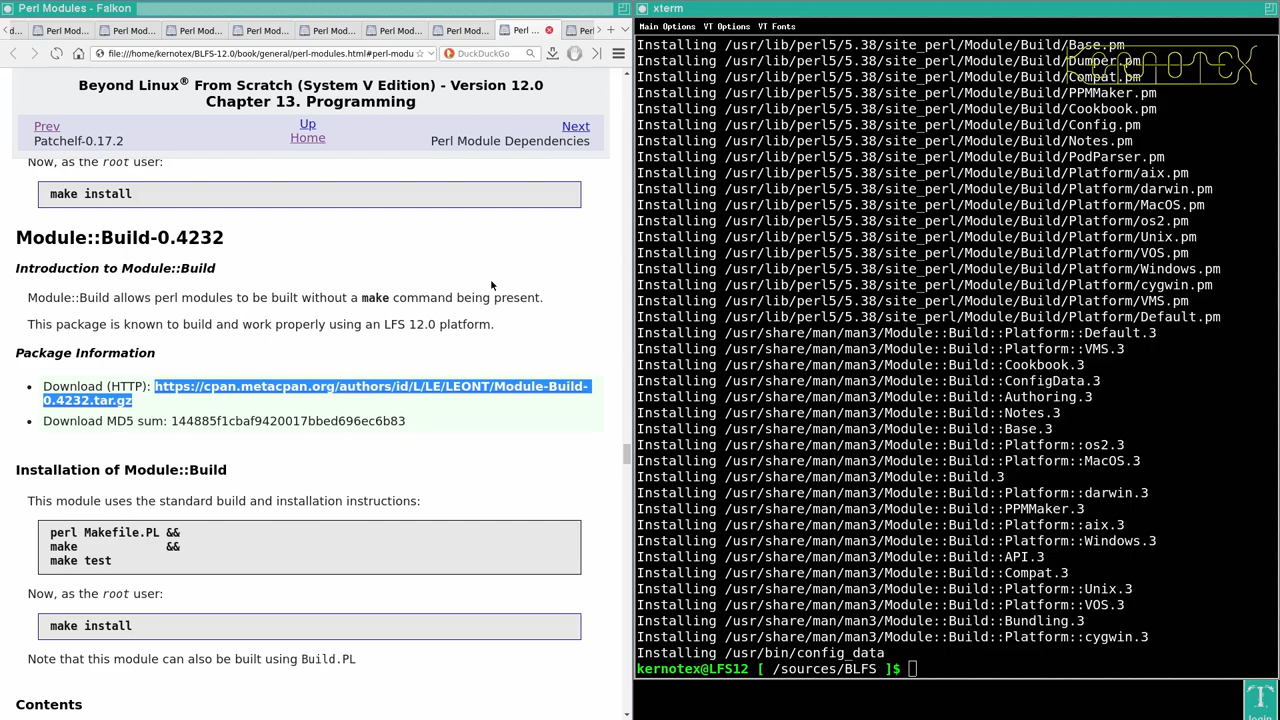 Perl Modules - Falkon
d... Perl Mod... Perl Mod... Perl Mod... Perl Mod... Perl Mod... Perl Mod... Perl ... Perl
file:///home/kernotex/BLFS-12.0/book/general/perl-modules.html#perl-modu
DuckDuckGo
Beyond Linux® From Scratch (System V Edition) - Version 12.0
Chapter 13. Programming
Prev Up Next
Patchelf-0.17.2 Home Perl Module Dependencies
Now, as the root user:
make install
Module::Build-0.4232
Introduction to Module::Build
Module::Build allows perl modules to be built without a make command being present.
This package is known to build and work properly using an LFS 12.0 platform.
Package Information
• Download (HTTP): https://cpan.metacpan.org/authors/id/L/LE/LEONT/Module-Build-
0.4232.tar.gz
• Download MD5 sum: 144885f1cbaf9420017bbed696ec6b83
Installation of Module::Build
This module uses the standard build and installation instructions:
perl Makefile.PL &&
make &&
make test
Now, as the root user:
make install
Note that this module can also be built using Build.PL
Contents
xterm
Main Options VT Options VT Fonts
KERNOTEX
Installing /usr/lib/perl5/5.38/site_perl/Module/Build/Base.pm
Installing /usr/lib/perl5/5.38/site_perl/Module/Build/Dumper.pm
Installing /usr/lib/perl5/5.38/site_perl/Module/Build/Compat.pm
Installing /usr/lib/perl5/5.38/site_perl/Module/Build/PPMMaker.pm
Installing /usr/lib/perl5/5.38/site_perl/Module/Build/Cookbook.pm
Installing /usr/lib/perl5/5.38/site_perl/Module/Build/Config.pm
Installing /usr/lib/perl5/5.38/site_perl/Module/Build/Notes.pm
Installing /usr/lib/perl5/5.38/site_perl/Module/Build/PodParser.pm
Installing /usr/lib/perl5/5.38/site_perl/Module/Build/Platform/aix.pm
Installing /usr/lib/perl5/5.38/site_perl/Module/Build/Platform/darwin.pm
Installing /usr/lib/perl5/5.38/site_perl/Module/Build/Platform/MacOS.pm
Installing /usr/lib/perl5/5.38/site_perl/Module/Build/Platform/os2.pm
Installing /usr/lib/perl5/5.38/site_perl/Module/Build/Platform/Unix.pm
Installing /usr/lib/perl5/5.38/site_perl/Module/Build/Platform/VOS.pm
Installing /usr/lib/perl5/5.38/site_perl/Module/Build/Platform/Windows.pm
Installing /usr/lib/perl5/5.38/site_perl/Module/Build/Platform/cygwin.pm
Installing /usr/lib/perl5/5.38/site_perl/Module/Build/Platform/VMS.pm
Installing /usr/lib/perl5/5.38/site_perl/Module/Build/Platform/Default.pm
Installing /usr/share/man/man3/Module::Build::Platform::Default.3
Installing /usr/share/man/man3/Module::Build::Platform::VMS.3
Installing /usr/share/man/man3/Module::Build::Cookbook.3
Installing /usr/share/man/man3/Module::Build::ConfigData.3
Installing /usr/share/man/man3/Module::Build::Authoring.3
Installing /usr/share/man/man3/Module::Build::Notes.3
Installing /usr/share/man/man3/Module::Build::Base.3
Installing /usr/share/man/man3/Module::Build::Platform::os2.3
Installing /usr/share/man/man3/Module::Build::Platform::MacOS.3
Installing /usr/share/man/man3/Module::Build.3
Installing /usr/share/man/man3/Module::Build::Platform::darwin.3
Installing /usr/share/man/man3/Module::Build::PPMMaker.3
Installing /usr/share/man/man3/Module::Build::Platform::aix.3
Installing /usr/share/man/man3/Module::Build::Platform::Windows.3
Installing /usr/share/man/man3/Module::Build::API.3
Installing /usr/share/man/man3/Module::Build::Compat.3
Installing /usr/share/man/man3/Module::Build::Platform::Unix.3
Installing /usr/share/man/man3/Module::Build::Platform::VOS.3
Installing /usr/share/man/man3/Module::Build::Bundling.3
Installing /usr/share/man/man3/Module::Build::Platform::cygwin.3
Installing /usr/bin/config_data
kernotex@LFS12 [ /sources/BLFS ]$
login